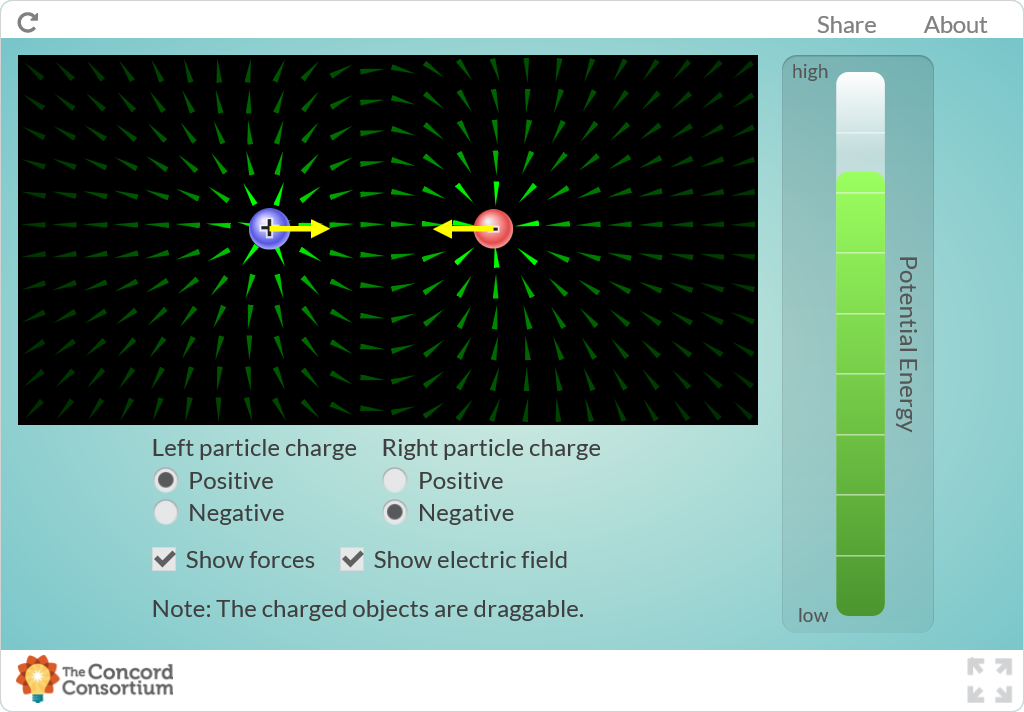 Share About
high
+
-
Potential Energy
low
Left particle charge Right particle charge
Positive Positive
Negative Negative
Show forces Show electric field
Note: The charged objects are draggable.
The Concord
Consortium